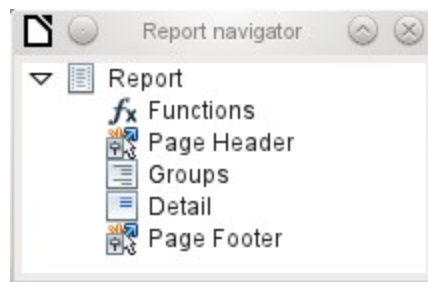 Report navigator
Report
Functions
Page Header
Groups
Detail
Page Footer